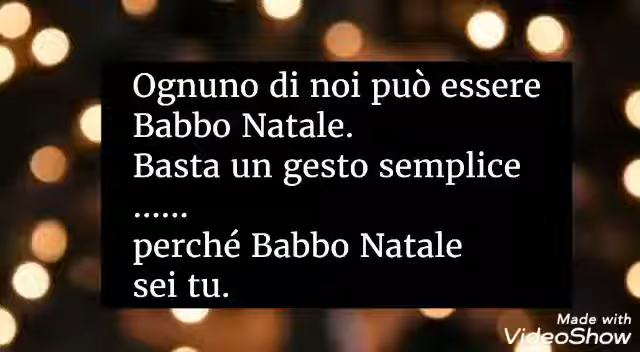 Ognuno di noi può essere
Babbo Natale.
Basta un gesto semplice
......
perché Babbo Natale
sei tu.
Made with
VideoShow